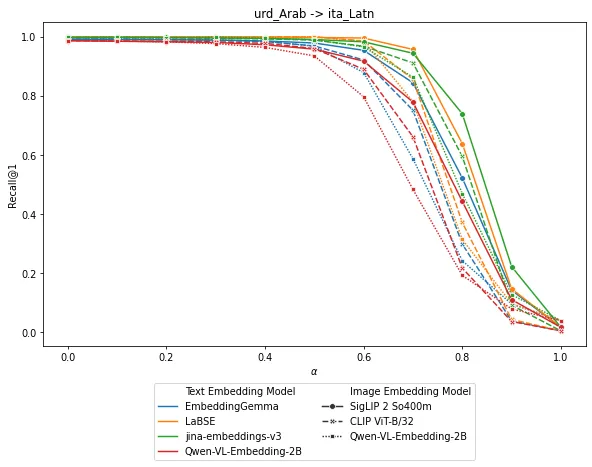 urd_Arab -> ita_Latn
Recall@1
1.0
0.8
0.6
0.4
0.2
0.0
0.0 0.2 0.4 0.6 0.8 1.0
α
Text Embedding Model
EmbeddingGemma
LaBSE
jina-embeddings-v3
Qwen-VL-Embedding-2B
Image Embedding Model
SigLIP 2 So400m
CLIP ViT-B/32
Qwen-VL-Embedding-2B